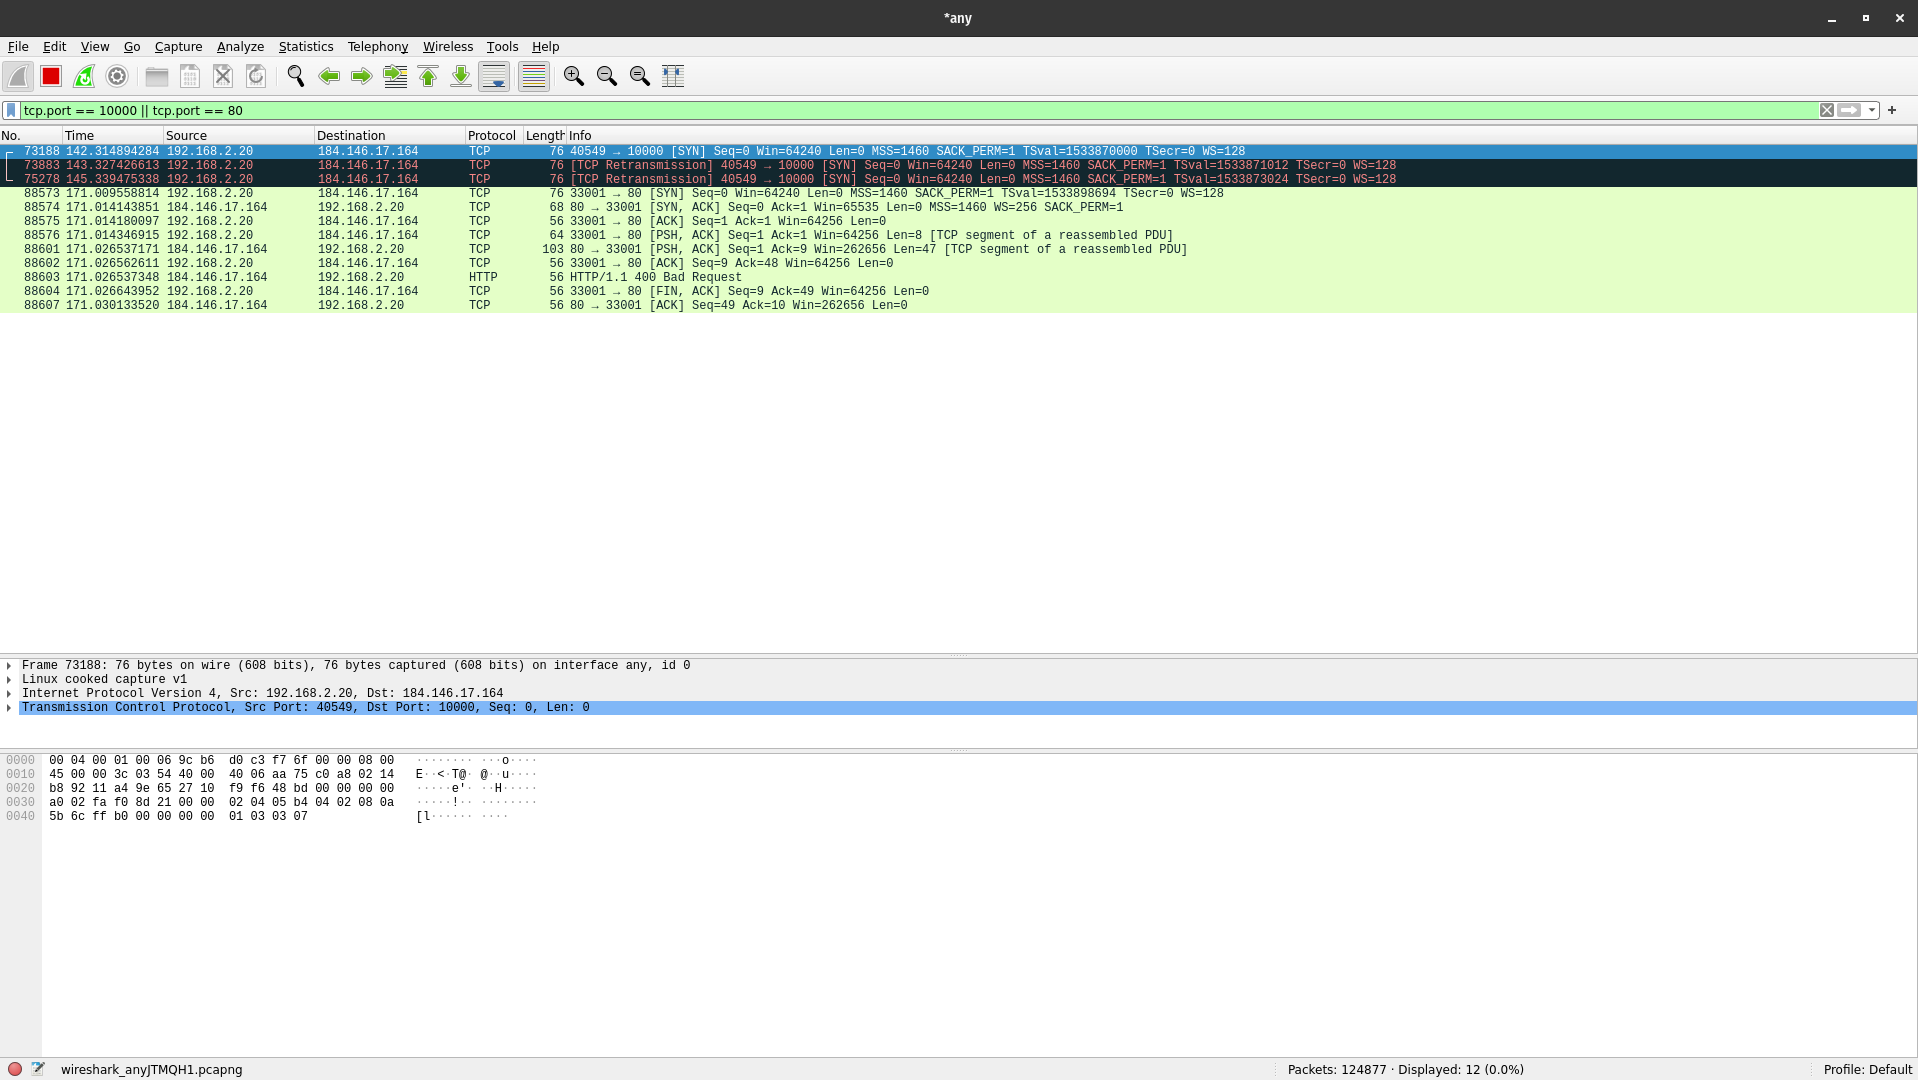 *any
File Edit View Go Capture Analyze Statistics Telephony Wireless Tools Help
tcp.port == 10000 || tcp.port == 80
No. Time Source Destination Protocol Length Info
73188 142.314894284 192.168.2.20 184.146.17.164 TCP 76 40549 → 10000 [SYN] Seq=0 Win=64240 Len=0 MSS=1460 SACK_PERM=1 TSval=1533870000 TSecr=0 WS=128
73883 143.327426613 192.168.2.20 184.146.17.164 TCP 76 [TCP Retransmission] 40549 → 10000 [SYN] Seq=0 Win=64240 Len=0 MSS=1460 SACK_PERM=1 TSval=1533871012 TSecr=0 WS=128
75278 145.339475338 192.168.2.20 184.146.17.164 TCP 76 [TCP Retransmission] 40549 → 10000 [SYN] Seq=0 Win=64240 Len=0 MSS=1460 SACK_PERM=1 TSval=1533873024 TSecr=0 WS=128
88573 171.009558814 192.168.2.20 184.146.17.164 TCP 76 33001 → 80 [SYN] Seq=0 Win=64240 Len=0 MSS=1460 SACK_PERM=1 TSval=1533898694 TSecr=0 WS=128
88574 171.014143851 184.146.17.164 192.168.2.20 TCP 68 80 → 33001 [SYN, ACK] Seq=0 Ack=1 Win=65535 Len=0 MSS=1460 WS=256 SACK_PERM=1
88575 171.014180097 192.168.2.20 184.146.17.164 TCP 56 33001 → 80 [ACK] Seq=1 Ack=1 Win=64256 Len=0
88576 171.014346915 192.168.2.20 184.146.17.164 TCP 64 33001 → 80 [PSH, ACK] Seq=1 Ack=1 Win=64256 Len=8 [TCP segment of a reassembled PDU]
88601 171.026537171 184.146.17.164 192.168.2.20 TCP 103 80 → 33001 [PSH, ACK] Seq=1 Ack=9 Win=262656 Len=47 [TCP segment of a reassembled PDU]
88602 171.026562611 192.168.2.20 184.146.17.164 TCP 56 33001 → 80 [ACK] Seq=9 Ack=48 Win=64256 Len=0
88603 171.026537348 184.146.17.164 192.168.2.20 HTTP 56 HTTP/1.1 400 Bad Request
88604 171.026643952 192.168.2.20 184.146.17.164 TCP 56 33001 → 80 [FIN, ACK] Seq=9 Ack=49 Win=64256 Len=0
88607 171.030133520 184.146.17.164 192.168.2.20 TCP 56 80 → 33001 [ACK] Seq=49 Ack=10 Win=262656 Len=0
Frame 73188: 76 bytes on wire (608 bits), 76 bytes captured (608 bits) on interface any, id 0
Linux cooked capture v1
Internet Protocol Version 4, Src: 192.168.2.20, Dst: 184.146.17.164
Transmission Control Protocol, Src Port: 40549, Dst Port: 10000, Seq: 0, Len: 0
0000 00 04 00 01 00 06 9c b6 d0 c3 f7 6f 00 00 08 00 ········ ···o····
0010 45 00 00 3c 03 54 40 00 40 06 aa 75 c0 a8 02 14 E··<·T@· @··u····
0020 b8 92 11 a4 9e 65 27 10 f9 f6 48 bd 00 00 00 00 ·····e'· ··H·····
0030 a0 02 fa f0 8d 21 00 00 02 04 05 b4 04 02 08 0a ·····!·· ········
0040 5b 6c ff b0 00 00 00 00 01 03 03 07 [l······ ····
wireshark_anyJTMQH1.pcapng Packets: 124877 · Displayed: 12 (0.0%) Profile: Default